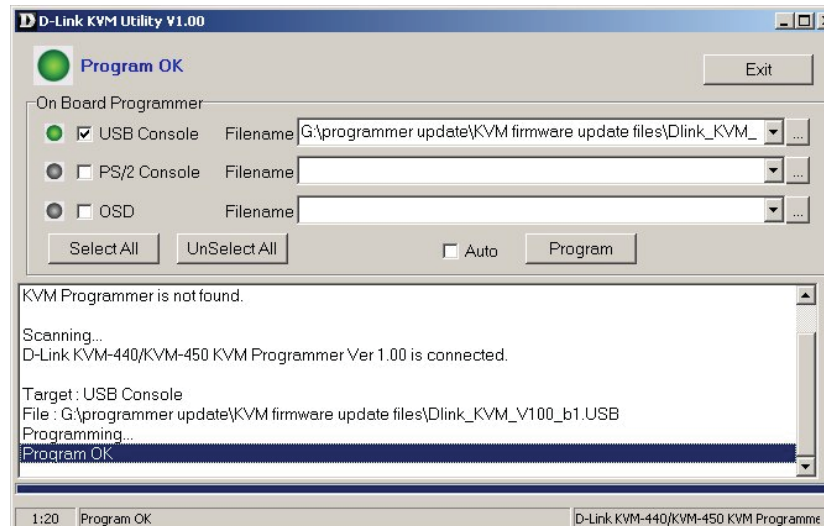 D-Link KVM Utility V1.00
Program OK
Exit
On Board Programmer
USB Console Filename G:\programmer update\KVM firmware update files\Dlink_KVM_ ...
PS/2 Console Filename ...
OSD Filename ...
Select All UnSelect All Auto Program
KVM Programmer is not found.
Scanning...
D-Link KVM-440/KVM-450 KVM Programmer Ver 1.00 is connected.
Target : USB Console
File : G:\programmer update\KVM firmware update files\Dlink_KVM_V100_b1.USB
Programming...
Program OK
1:20 Program OK D-Link KVM-440/KVM-450 KVM Programme